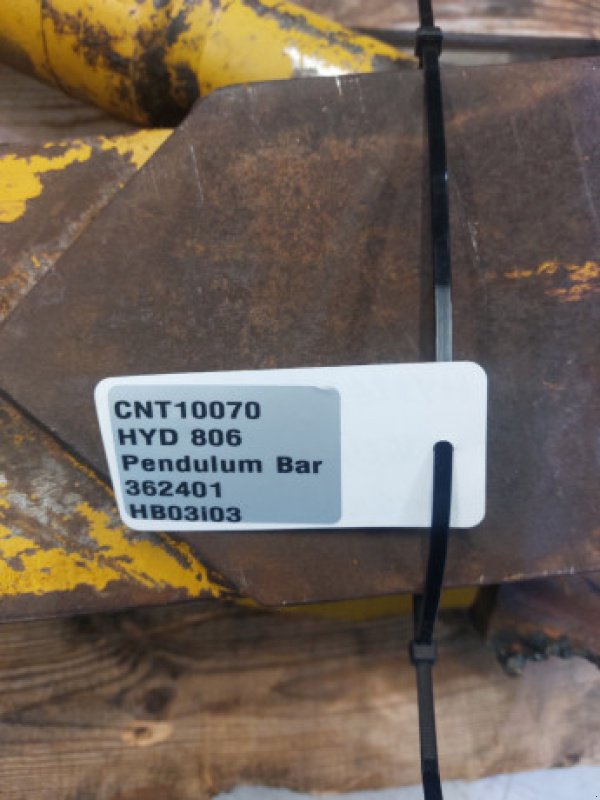 CNT10070
HYD 806
Pendulum Bar
362401
HB03i03